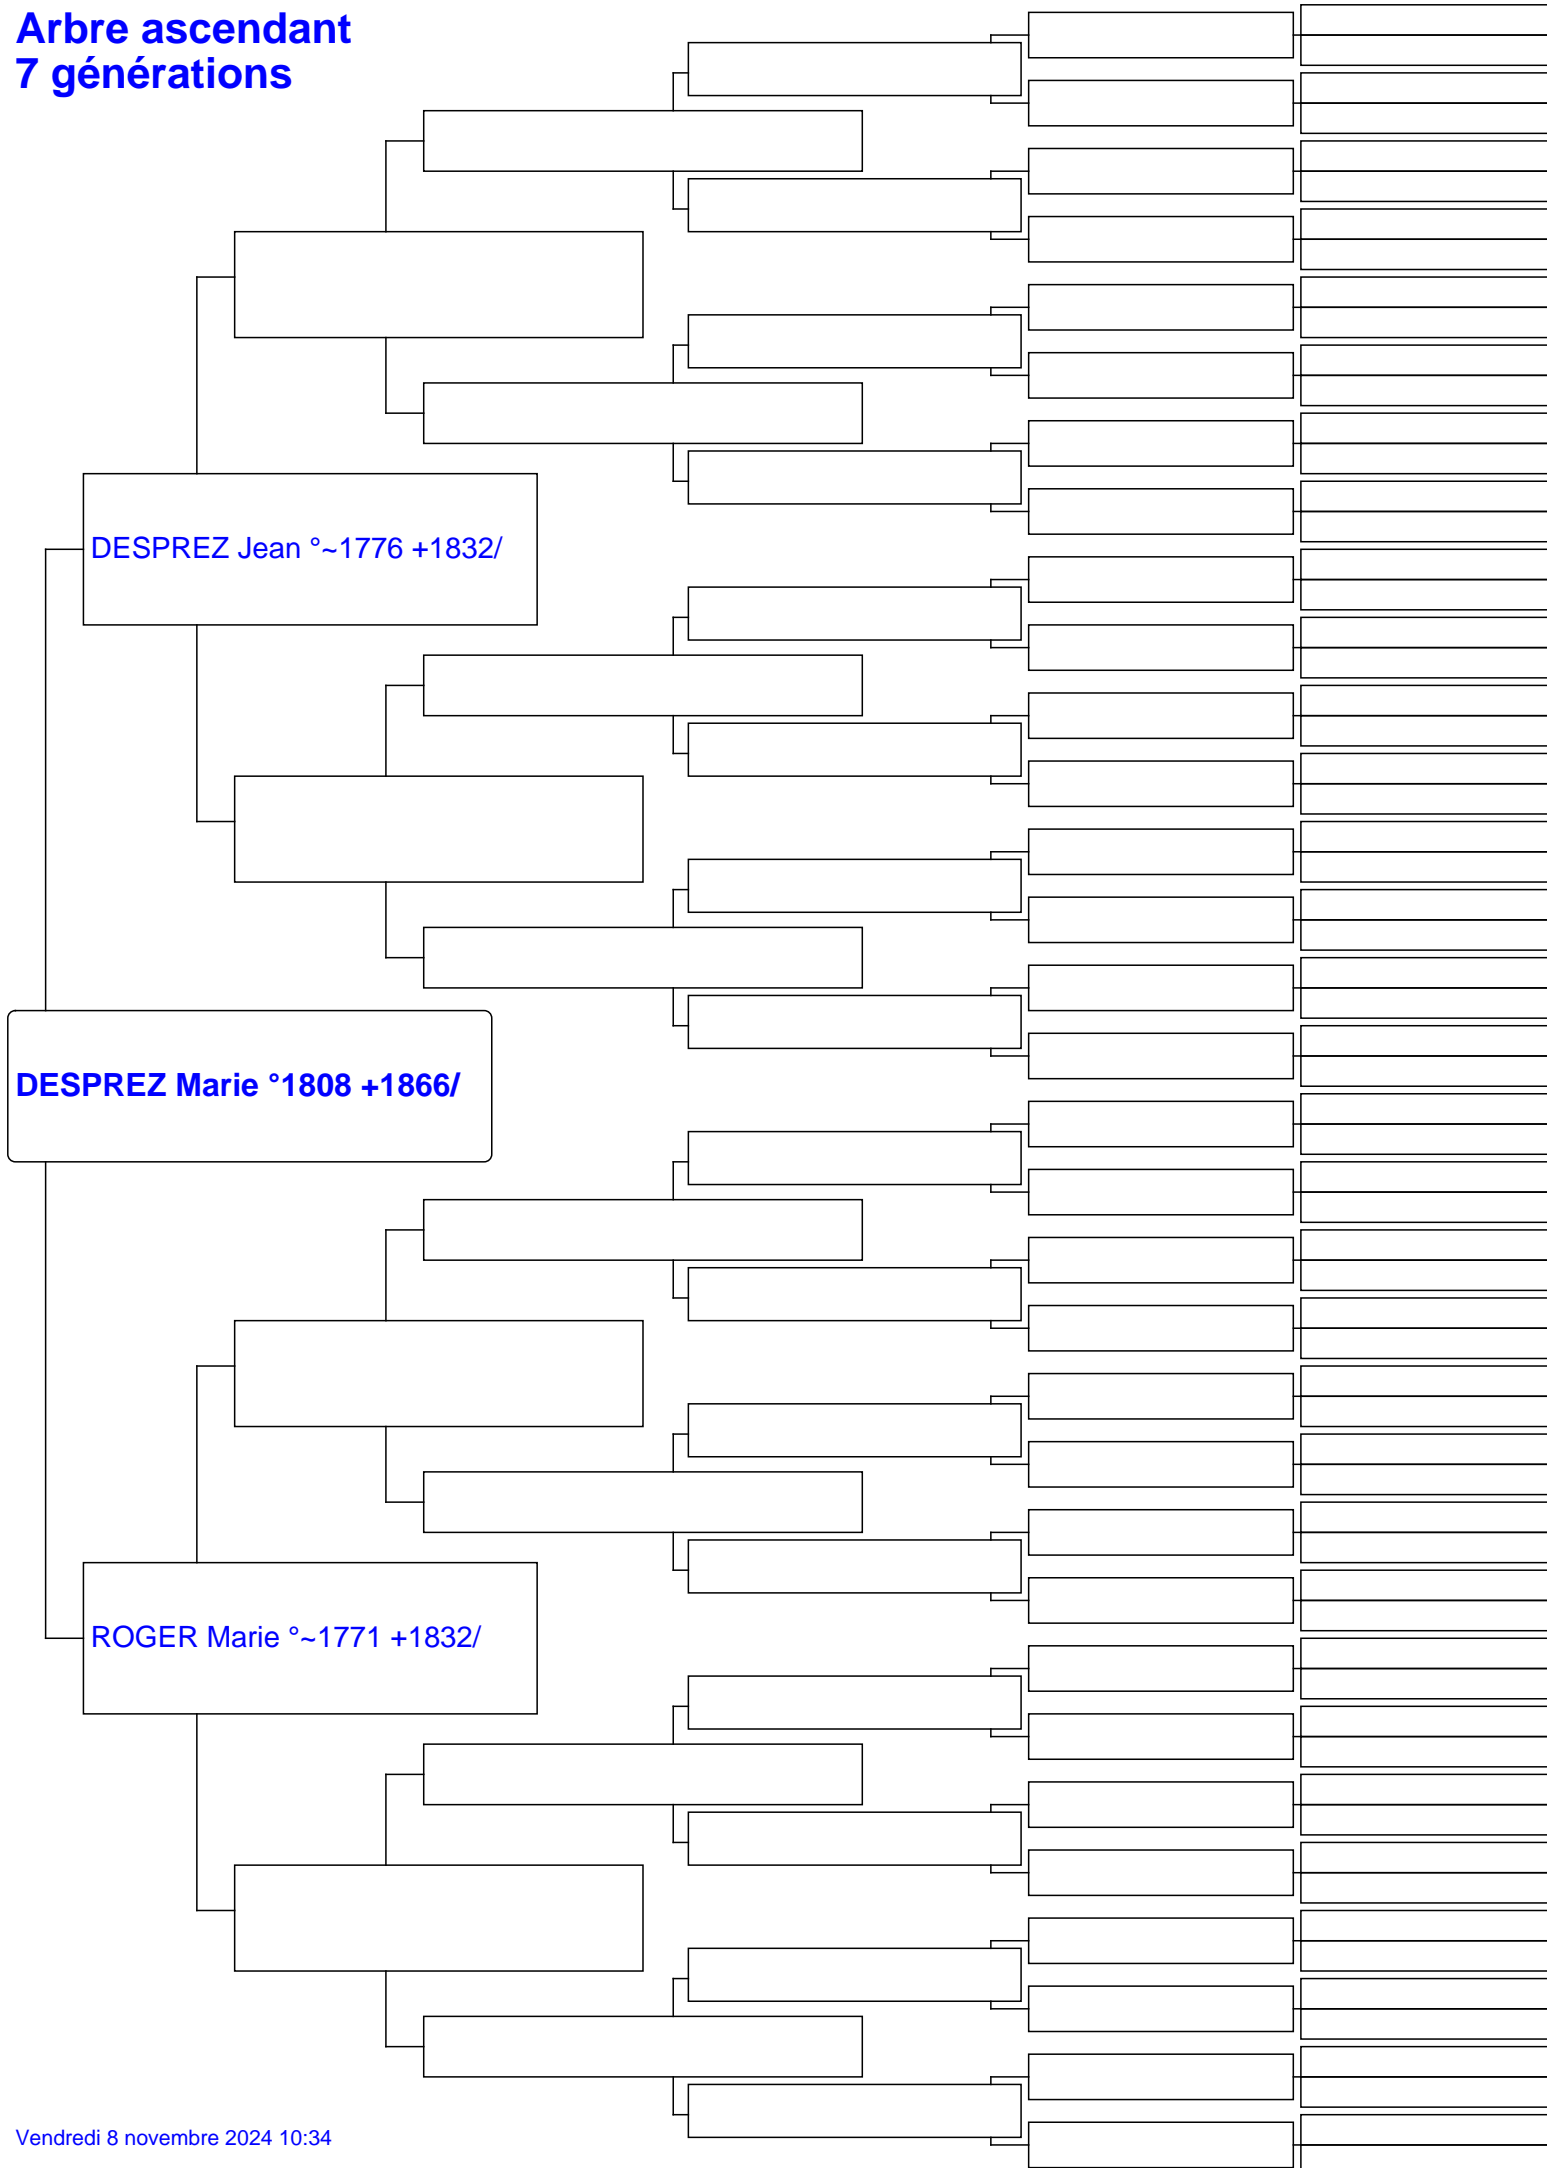 Arbre ascendant
7 générations
DESPREZ Jean °~1776 +1832/
DESPREZ Marie °1808 +1866/
ROGER Marie °~1771 +1832/
Vendredi 8 novembre 2024 10:34